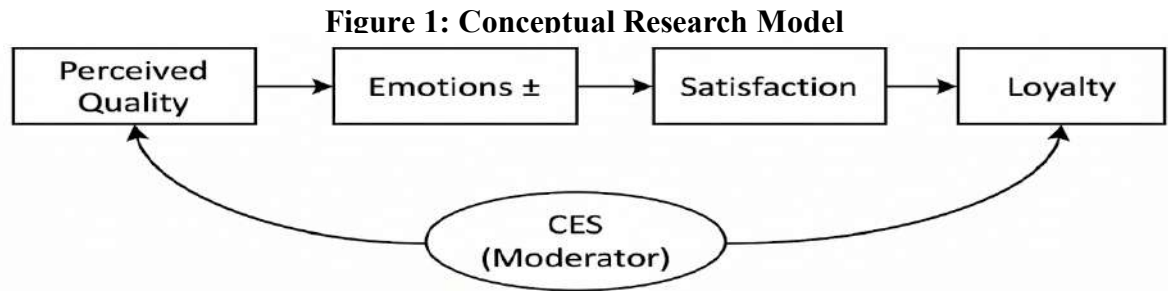 Figure 1: Conceptual Research Model
Perceived
Quality
Emotions ±
Satisfaction
Loyalty
CES
(Moderator)